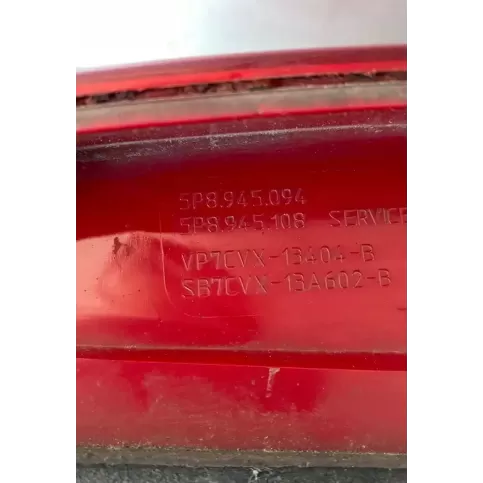 5P8.945.094
5P8.945.108 SERVICE
VP7CVX-13404-B
SB7CVX-13A602-B